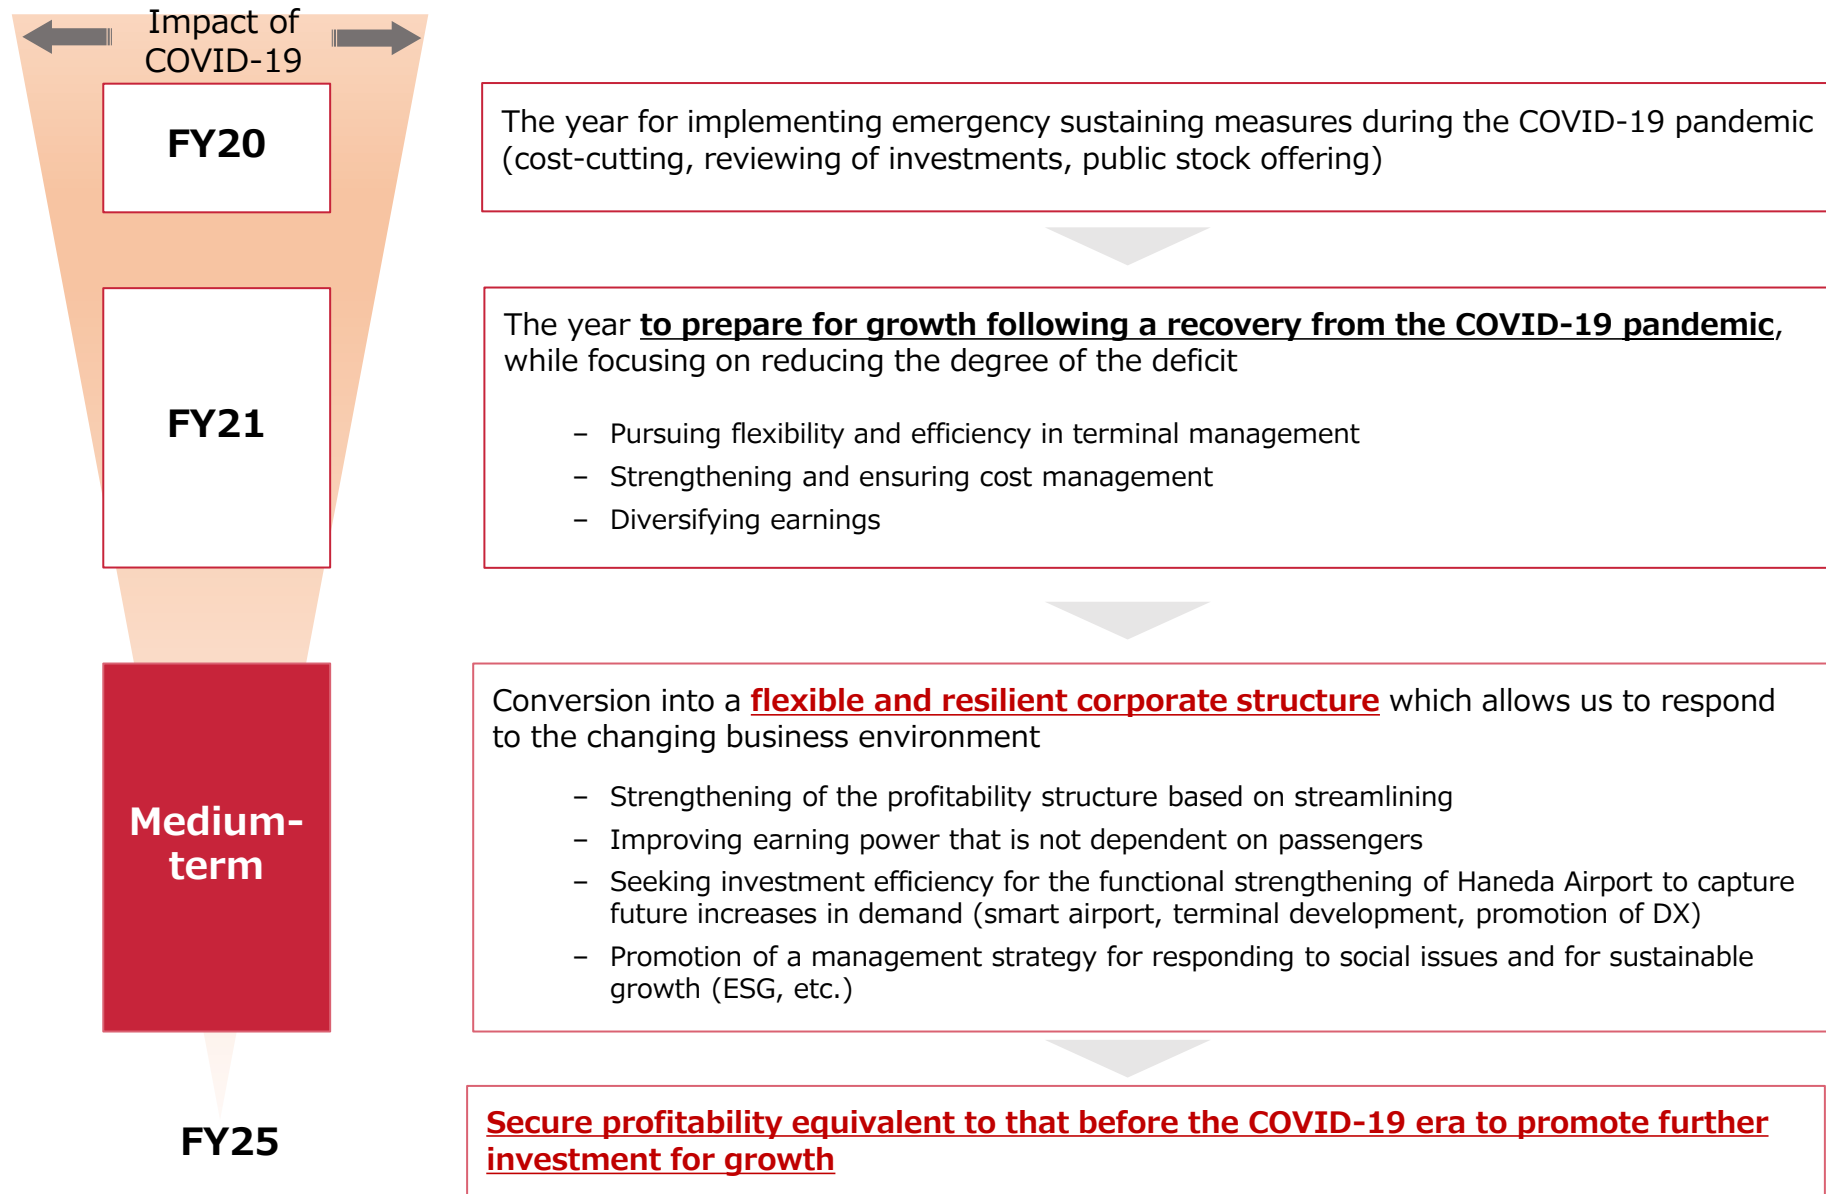 Impact of
COVID-19
FY20
The year for implementing emergency sustaining measures during the COVID-19 pandemic
(cost-cutting, reviewing of investments, public stock offering)
FY21
The year to prepare for growth following a recovery from the COVID-19 pandemic,
while focusing on reducing the degree of the deficit
– Pursuing flexibility and efficiency in terminal management
– Strengthening and ensuring cost management
– Diversifying earnings
Medium-
term
Conversion into a flexible and resilient corporate structure which allows us to respond
to the changing business environment
– Strengthening of the profitability structure based on streamlining
– Improving earning power that is not dependent on passengers
– Seeking investment efficiency for the functional strengthening of Haneda Airport to capture
future increases in demand (smart airport, terminal development, promotion of DX)
– Promotion of a management strategy for responding to social issues and for sustainable
growth (ESG, etc.)
FY25
Secure profitability equivalent to that before the COVID-19 era to promote further
investment for growth